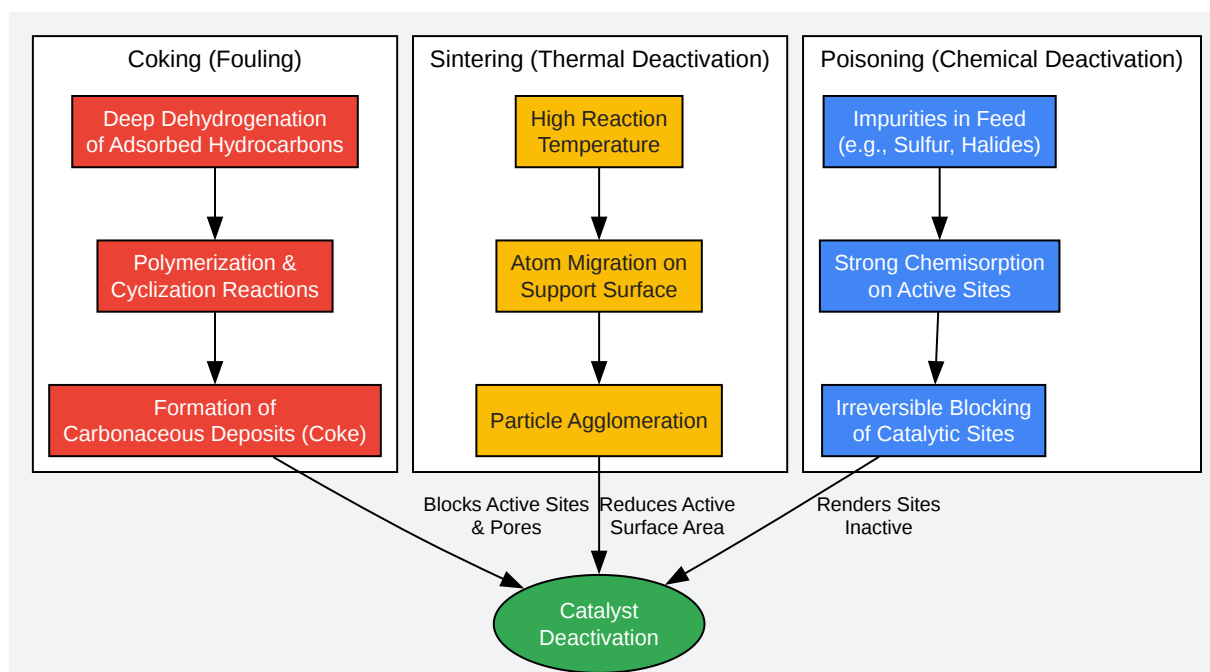 Coking (Fouling)
Deep Dehydrogenation
of Adsorbed Hydrocarbons
Polymerization &
Cyclization Reactions
Formation of
Carbonaceous Deposits (Coke)
Sintering (Thermal Deactivation)
High Reaction
Temperature
Atom Migration on
Support Surface
Particle Agglomeration
Poisoning (Chemical Deactivation)
Impurities in Feed
(e.g., Sulfur, Halides)
Strong Chemisorption
on Active Sites
Irreversible Blocking
of Catalytic Sites
Blocks Active Sites
& Pores
Reduces Active
Surface Area
Renders Sites
Inactive
Catalyst
Deactivation